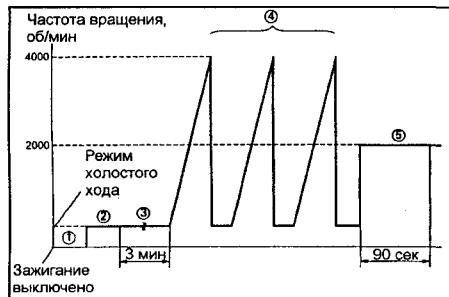 Частота вращения,
об/мин
④
4000
2000
⑤
Режим
холостого
хода
①
②
③
3 мин
90 сек
Зажигание
выключено